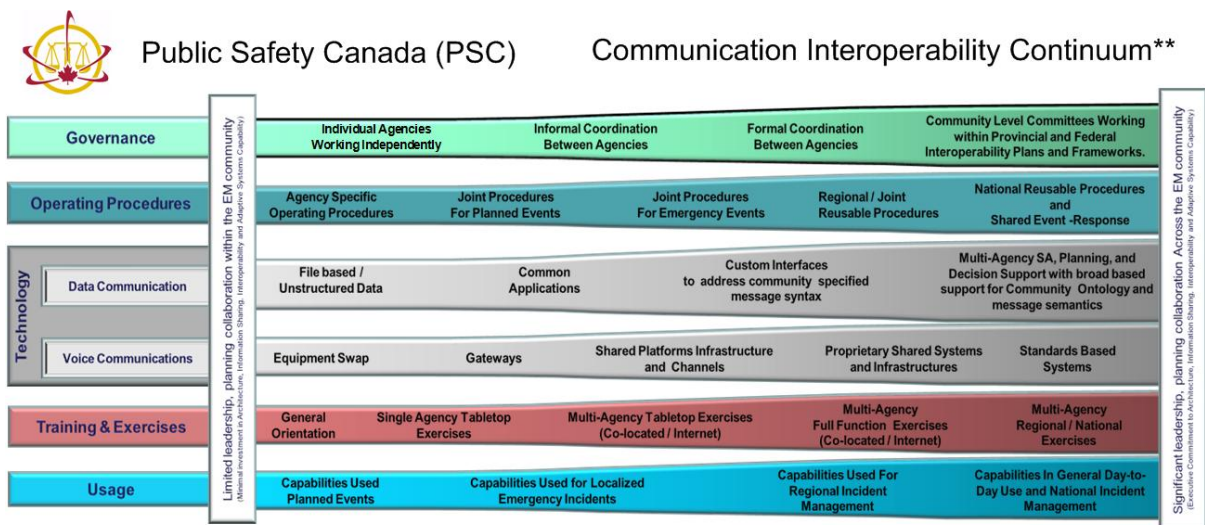 Public Safety Canada (PSC)
Communication Interoperability Continuum**
Limited leadership, planning collaboration within the EM community
(Minimal investment in Architecture, Information Sharing, Interoperability and Adaptive Systems Capability)
Governance
Individual Agencies
Working Independently
Informal Coordination
Between Agencies
Formal Coordination
Between Agencies
Community Level Committees Working
within Provincial and Federal
Interoperability Plans and Frameworks.
Operating Procedures
Agency Specific
Operating Procedures
Joint Procedures
For Planned Events
Joint Procedures
For Emergency Events
Regional / Joint
Reusable Procedures
National Reusable Procedures
and
Shared Event -Response
Technology
Data Communication
File based /
Unstructured Data
Common
Applications
Custom Interfaces
to address community specified
message syntax
Multi-Agency SA, Planning, and
Decision Support with broad based
support for Community Ontology and
message semantics
Voice Communications
Equipment Swap
Gateways
Shared Platforms Infrastructure
and Channels
Proprietary Shared Systems
and Infrastructures
Standards Based
Systems
Training & Exercises
General
Orientation
Single Agency Tabletop
Exercises
Multi-Agency Tabletop Exercises
(Co-located / Internet)
Multi-Agency
Full Function Exercises
(Co-located / Internet)
Multi-Agency
Regional / National
Exercises
Usage
Capabilities Used
Planned Events
Capabilities Used for Localized
Emergency Incidents
Capabilities Used For
Regional Incident
Management
Capabilities In General Day-to-
Day Use and National Incident
Management
Significant leadership, planning collaboration Across the EM community
(Executive Commitment to Architecture, Information Sharing, Interoperability and Adaptive Systems Capability)